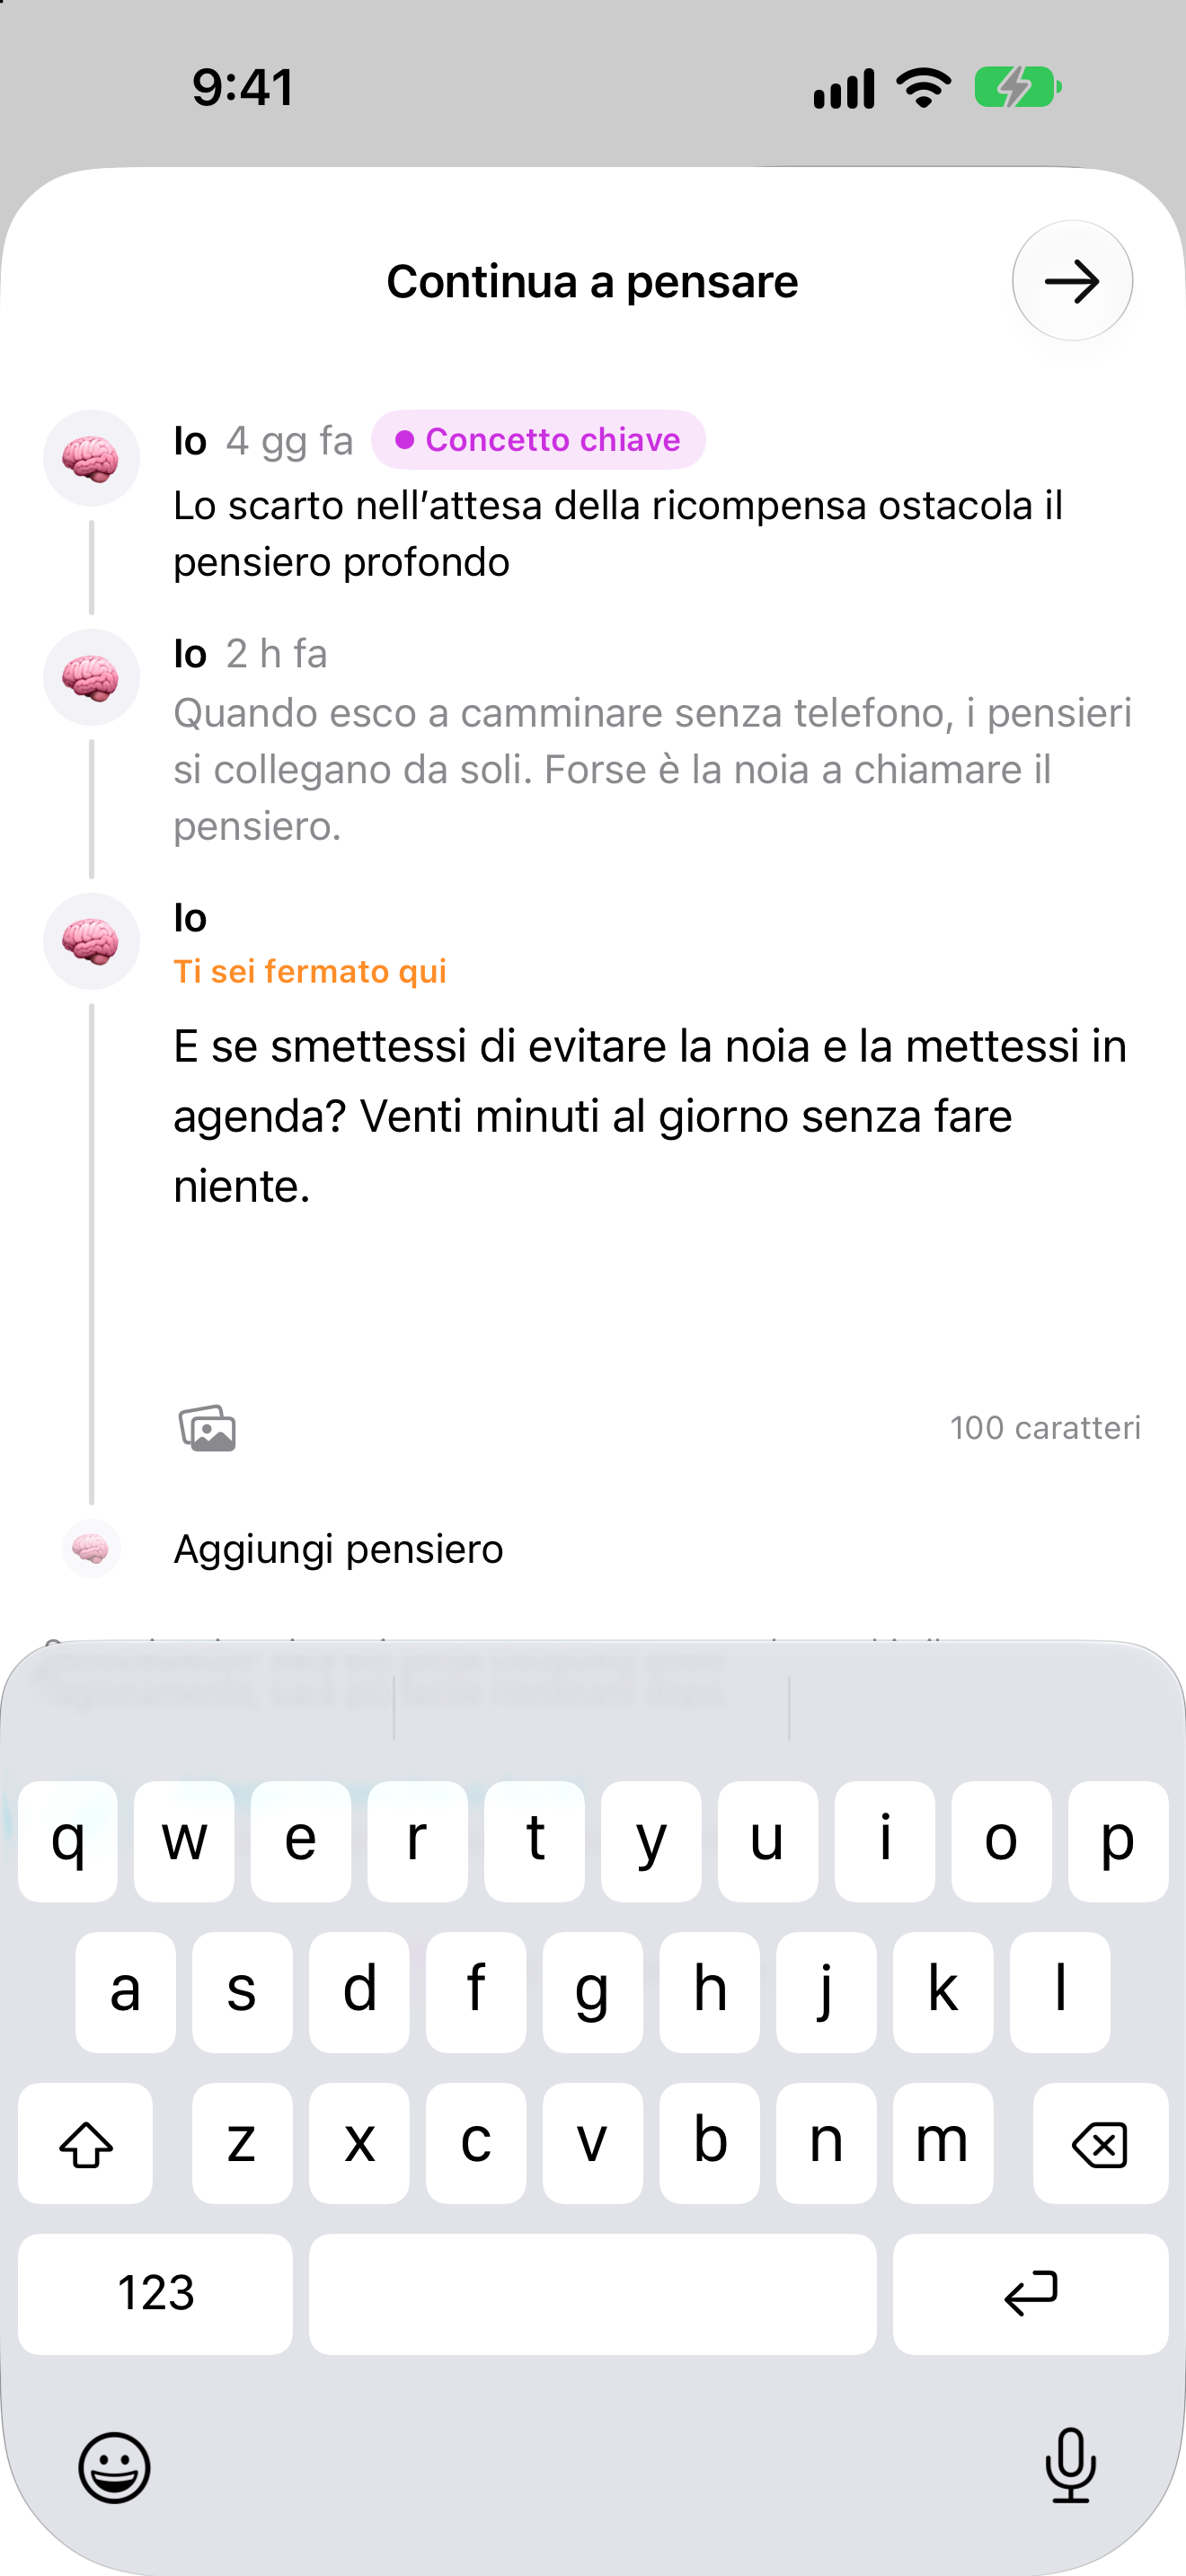 9:41
Continua a pensare
Io 4 gg fa Concetto chiave
Lo scarto nell’attesa della ricompensa ostacola il
pensiero profondo
Io 2 h fa
Quando esco a camminare senza telefono, i pensieri
si collegano da soli. Forse è la noia a chiamare il
pensiero.
Io
Ti sei fermato qui
E se smettessi di evitare la noia e la mettessi in
agenda? Venti minuti al giorno senza fare
niente.
100 caratteri
Aggiungi pensiero
q w e r t y u i o p
a s d f g h j k l
z x c v b n m
123